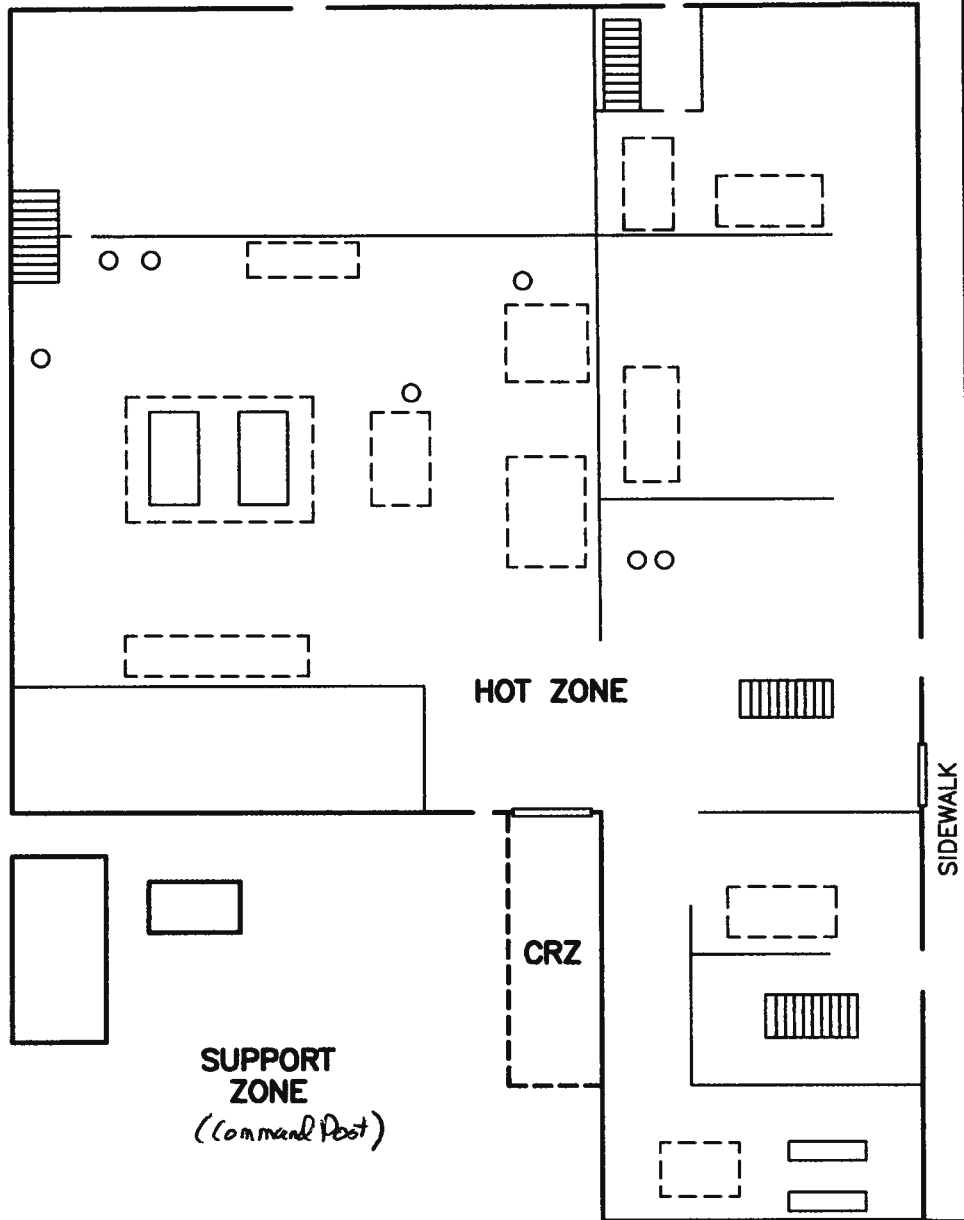 HOT ZONE
SIDEWALK
CRZ
SUPPORT
ZONE
(Command Post)